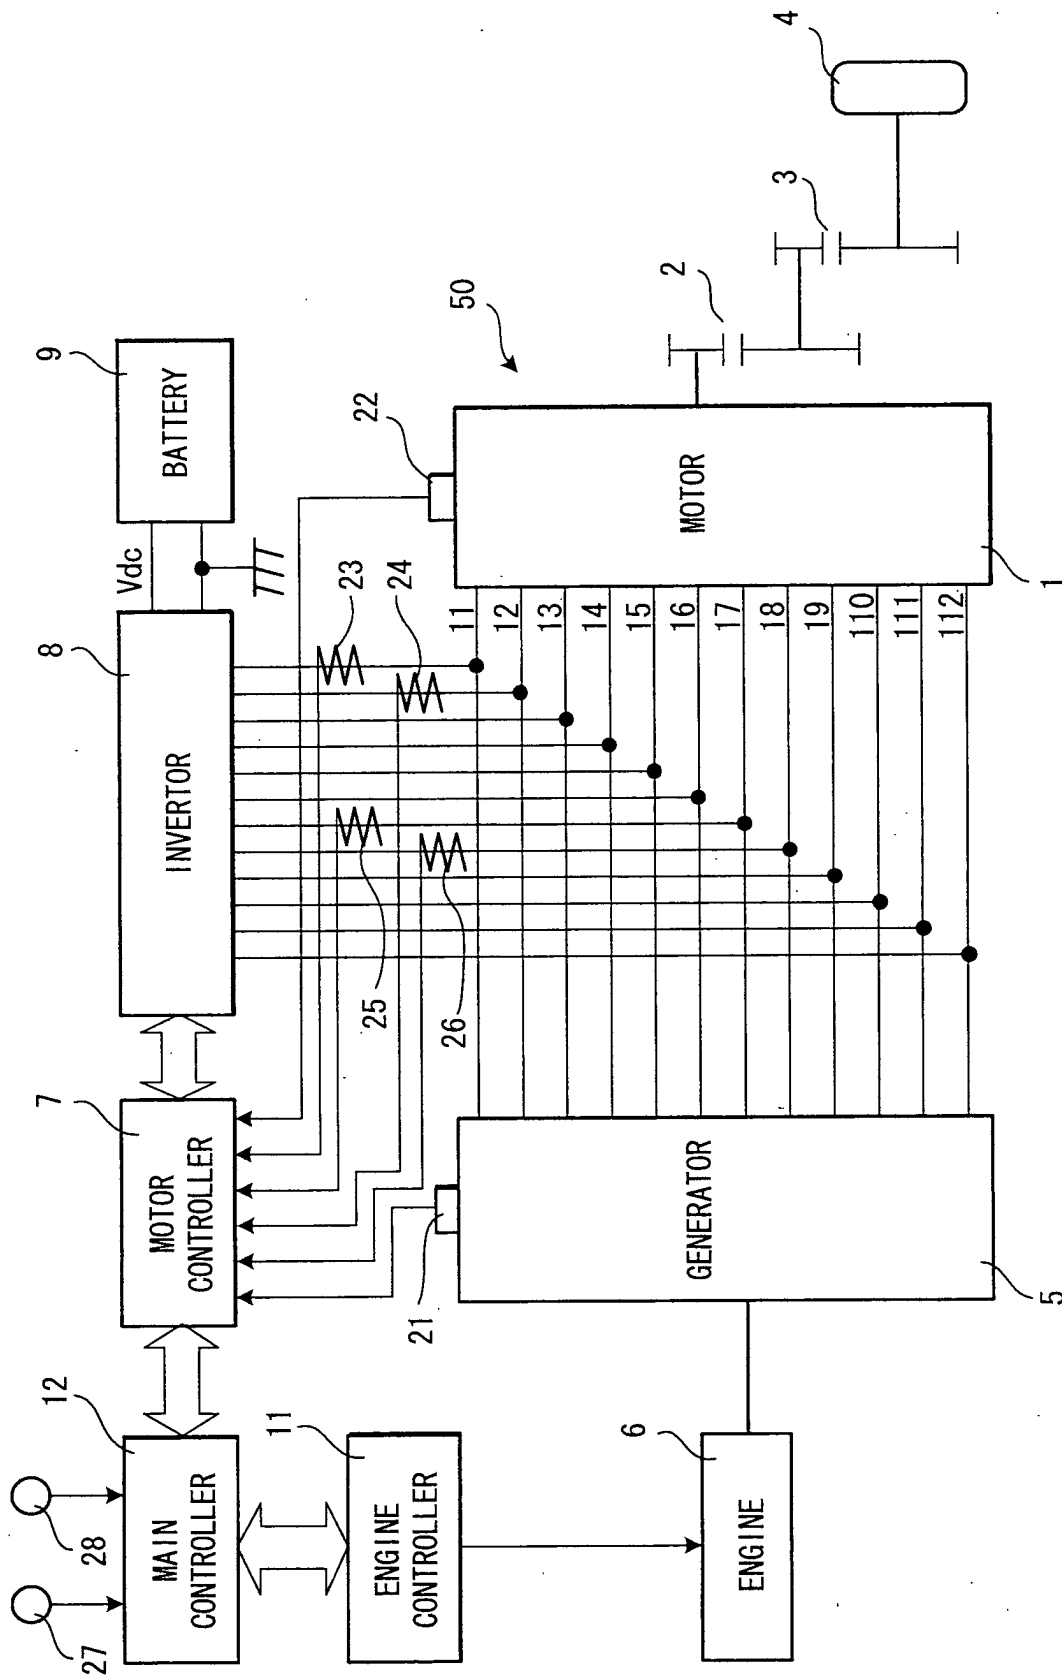 27
28
12
MAIN
CONTROLLER
7
MOTOR
CONTROLLER
8
INVERTOR
Vdc
9
BATTERY
11
ENGINE
CONTROLLER
21
25
26
23
24
22
50
6
ENGINE
GENERATOR
5
11
12
13
14
15
16
17
18
19
110
111
112
MOTOR
1
2
3
4